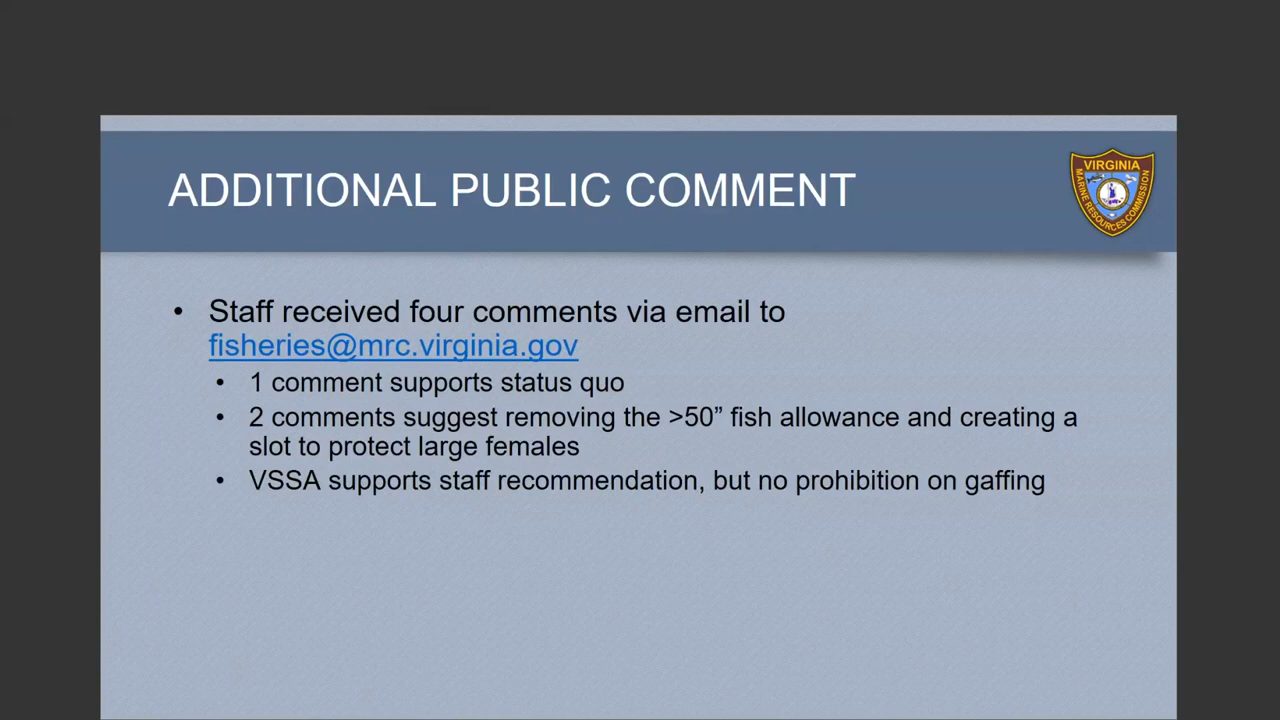 ADDITIONAL PUBLIC COMMENT
VIRGINIA
MARINE RESOURCES COMMISSION
• Staff received four comments via email to
fisheries@mrc.virginia.gov
• 1 comment supports status quo
• 2 comments suggest removing the >50” fish allowance and creating a
slot to protect large females
• VSSA supports staff recommendation, but no prohibition on gaffing